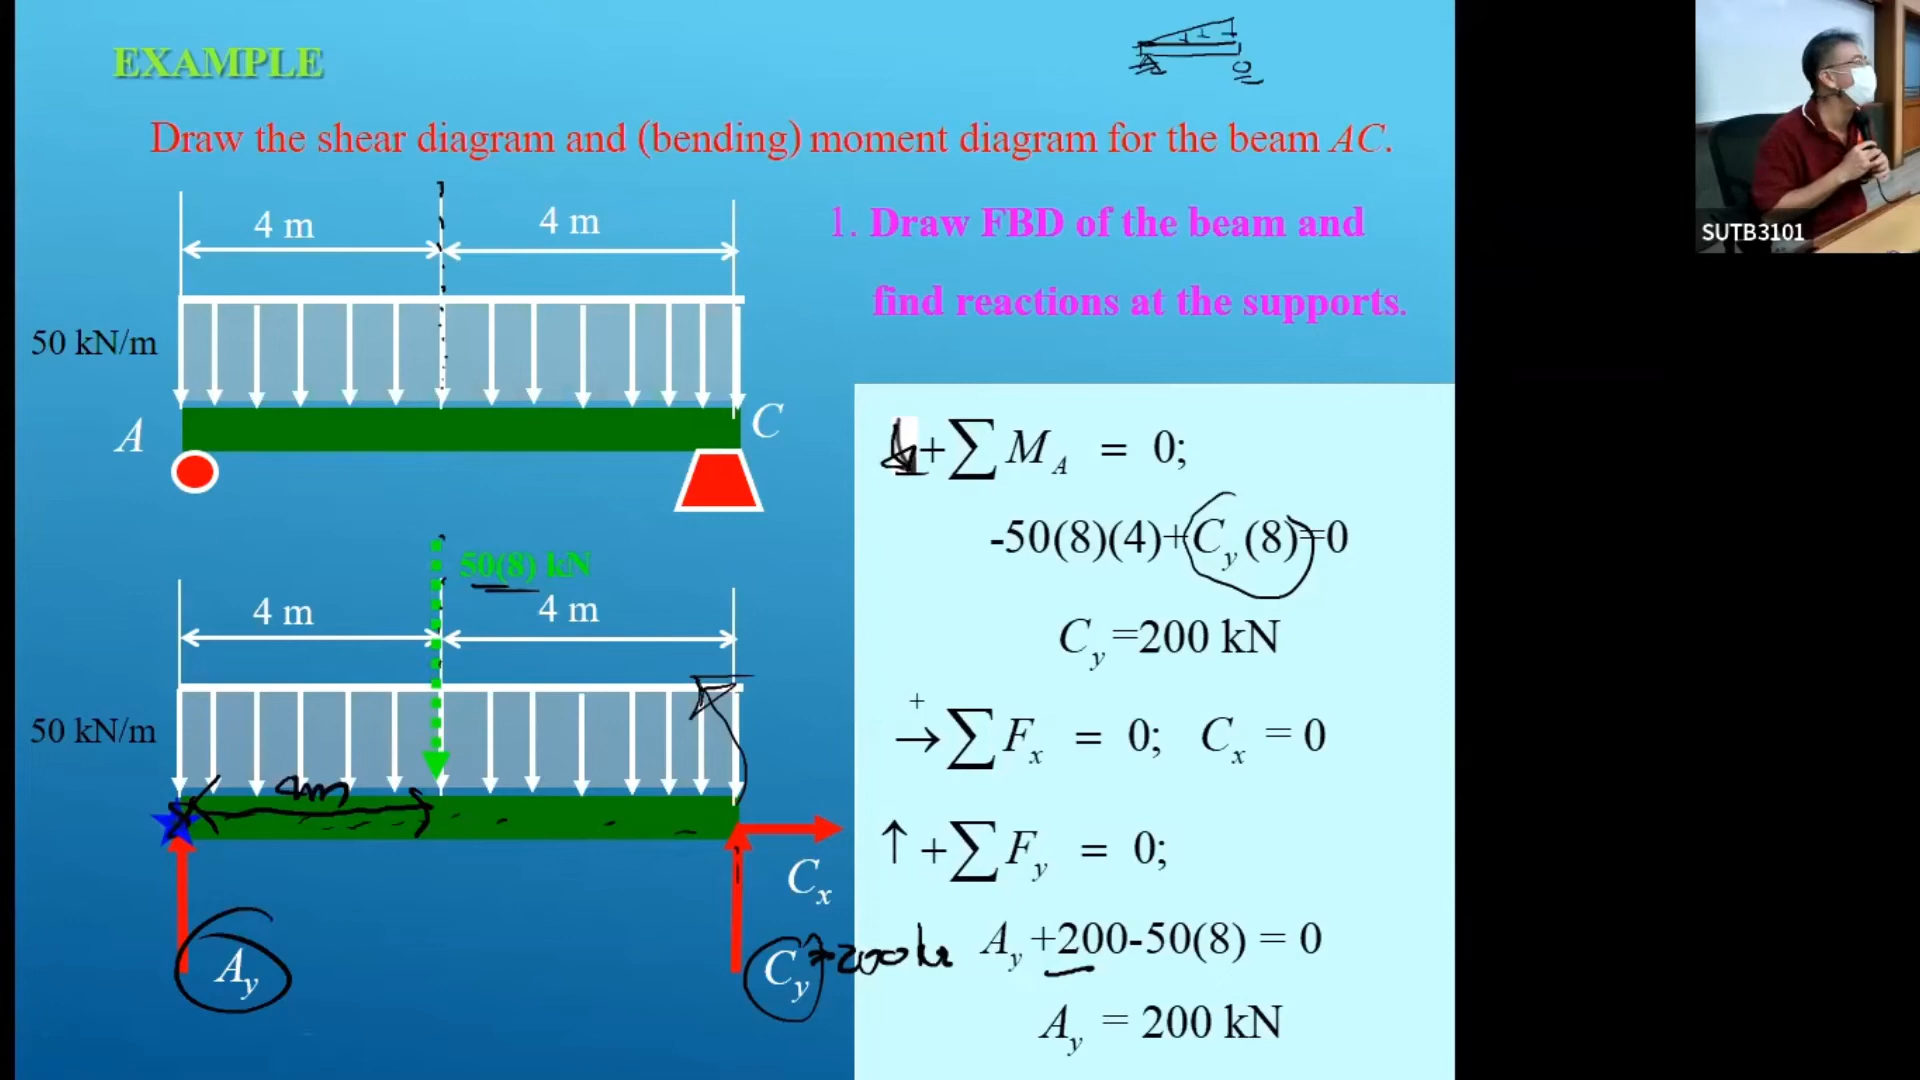 EXAMPLE
Draw the shear diagram and (bending) moment diagram for the beam AC.
4 m
4 m
50 kN/m
A
C
1. Draw FBD of the beam and
find reactions at the supports.
50(8) kN
4 m
4 m
50 kN/m
4m
A_y
C_x
C_y
+∑ M_A = 0;
-50(8)(4)+C_y(8)=0
C_y=200 kN
+
→∑ F_x = 0; C_x = 0
↑+∑ F_y = 0;
A_y+200-50(8) = 0
A_y = 200 kN
SUTB3101